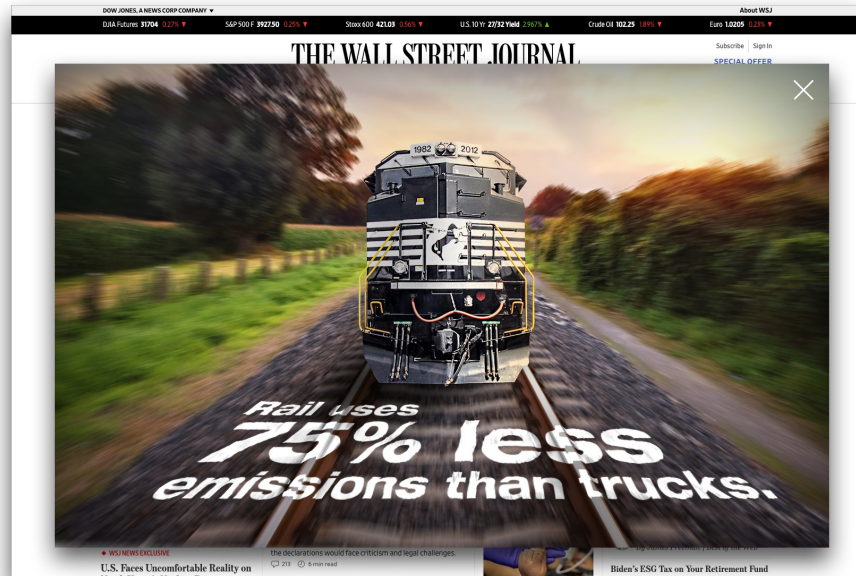 DOW JONES, A NEWS CORP COMPANY ▼
About WSJ
DJIA Futures 31704 0.27% ▼
S&P 500 F 3927.50 0.25% ▼
Stoxx 600 421.03 0.56% ▼
U.S. 10 Yr 27/32 Yield 2.967% ▲
Crude Oil 102.25 1.89% ▼
Euro 1.0205 0.23% ▼
THE WALL STREET JOURNAL
Subscribe | Sign In
SPECIAL OFFER
1982 2012
Rail uses
75% less
emissions than trucks.
WSJ NEWS EXCLUSIVE
U.S. Faces Uncomfortable Reality on
the declarations would face criticism and legal challenges.
213 6 min read
Biden's ESG Tax on Your Retirement Fund